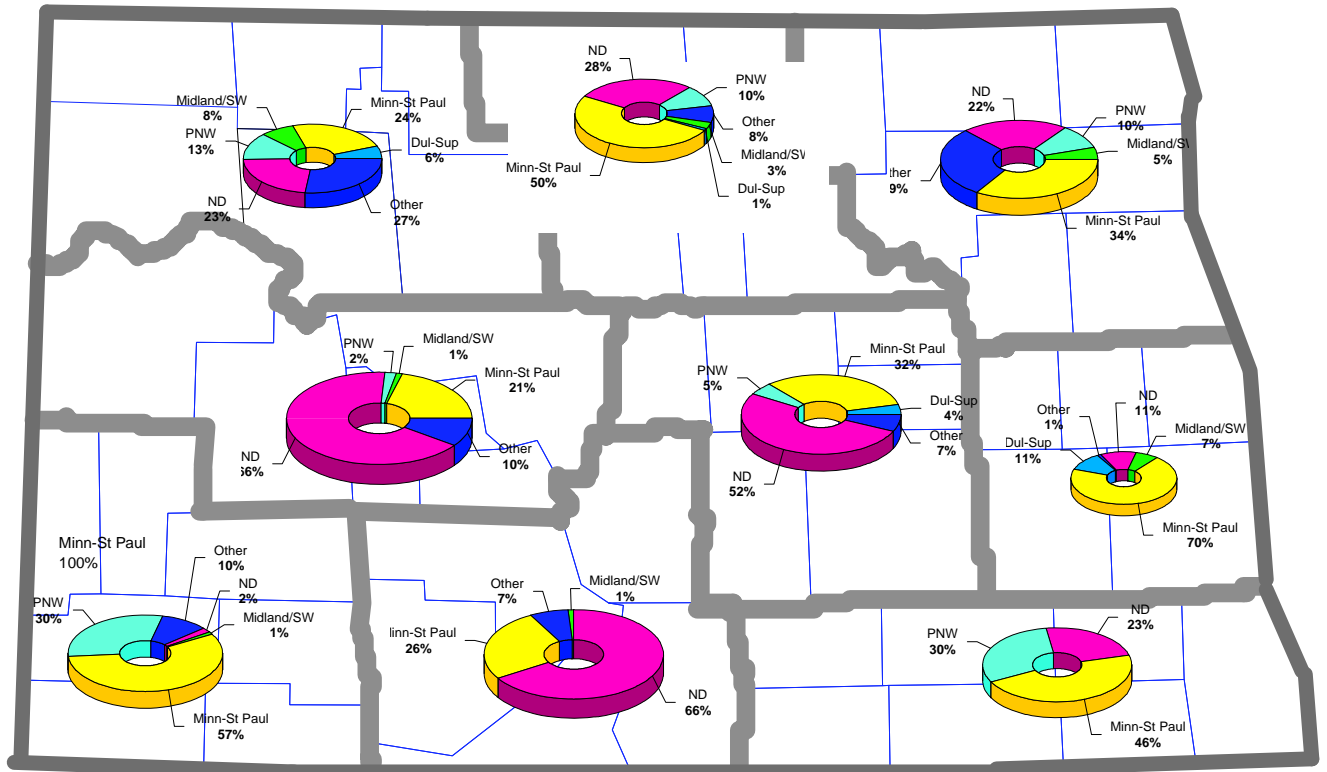 Midland/SW
8%
Minn-St Paul
24%
PNW
13%
Dul-Sup
6%
ND
23%
Other
27%
ND
28%
PNW
10%
Other
8%
Midland/SV
3%
Dul-Sup
1%
Minn-St Paul
50%
ND
22%
PNW
10%
Midland/S\
5%
ther
9%
Minn-St Paul
34%
PNW
2%
Midland/SW
1%
Minn-St Paul
21%
Other
10%
ND
66%
Minn-St Paul
32%
PNW
5%
Dul-Sup
4%
Other
7%
ND
52%
ND
11%
Other
1%
Midland/SW
7%
Dul-Sup
11%
Minn-St Paul
70%
Minn-St Paul
100%
Other
10%
ND
2%
PNW
30%
Midland/SW
1%
Minn-St Paul
57%
Other
7%
Midland/SW
1%
linn-St Paul
26%
ND
66%
ND
23%
PNW
30%
Minn-St Paul
46%